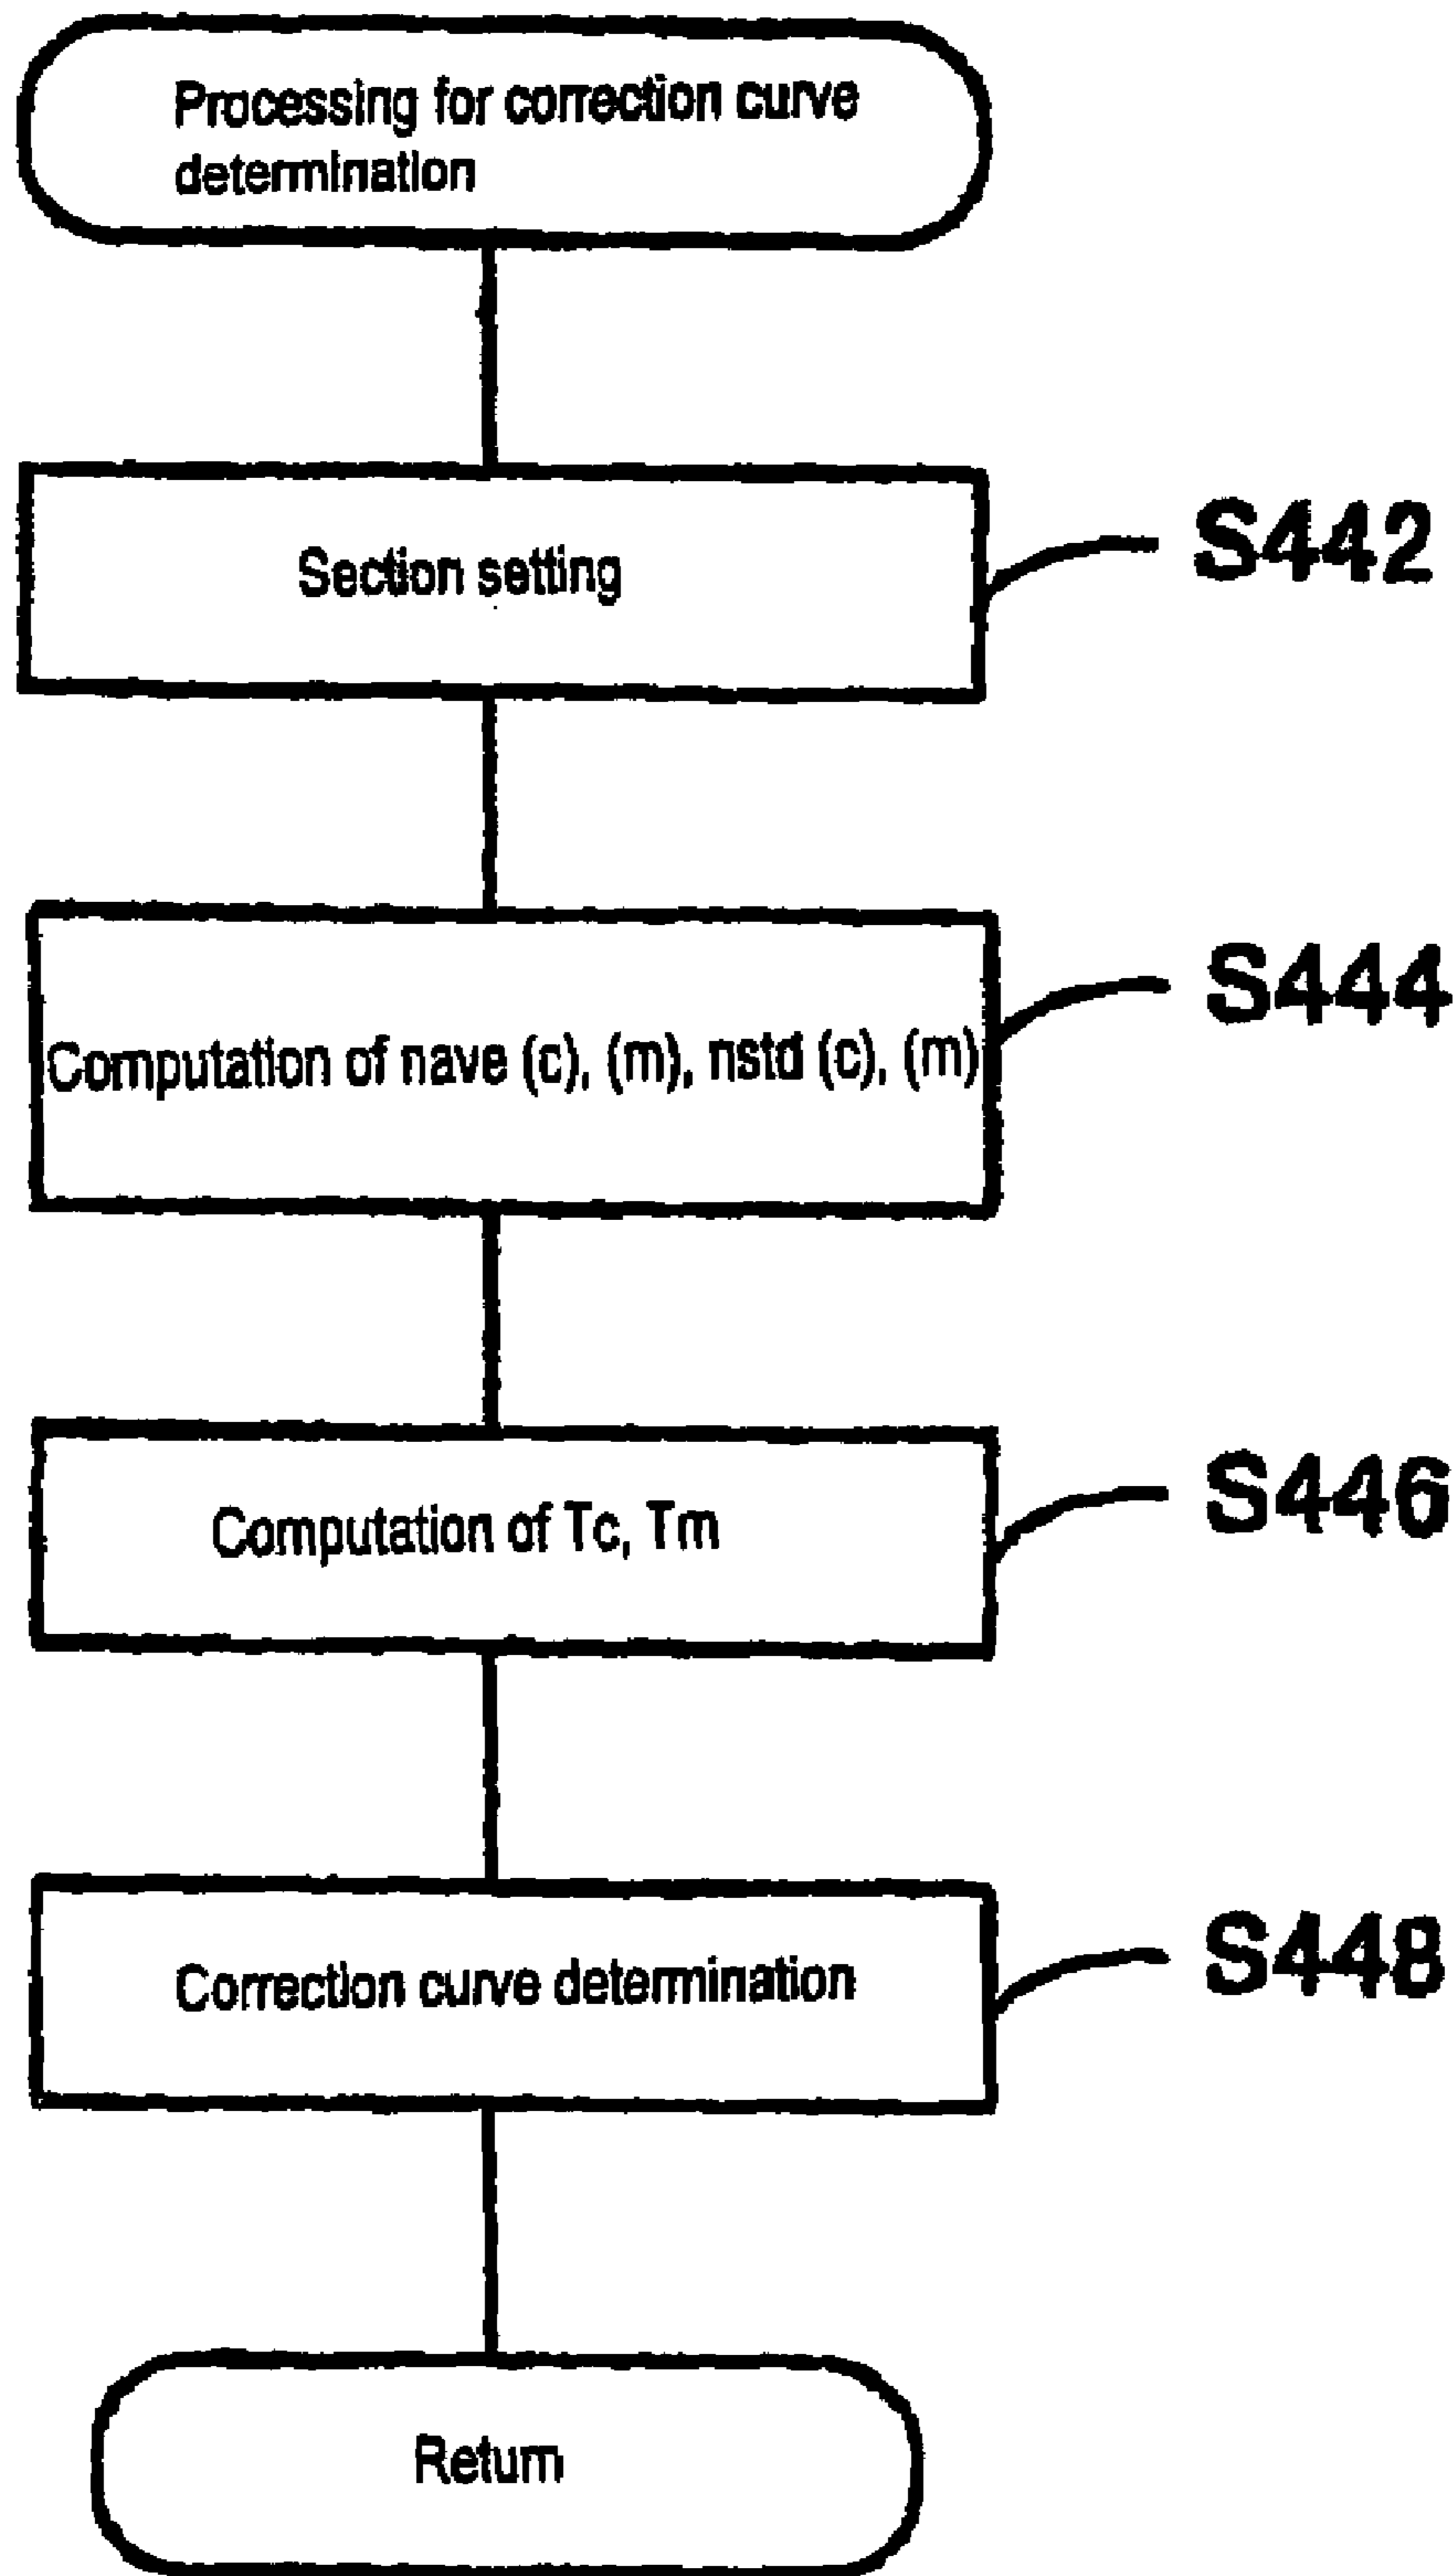 Processing for correction curve
determination
Section setting
S442
Computation of nave (c), (m), nstd (c), (m)
S444
Computation of Tc, Tm
S446
Correction curve determination
S448
Return